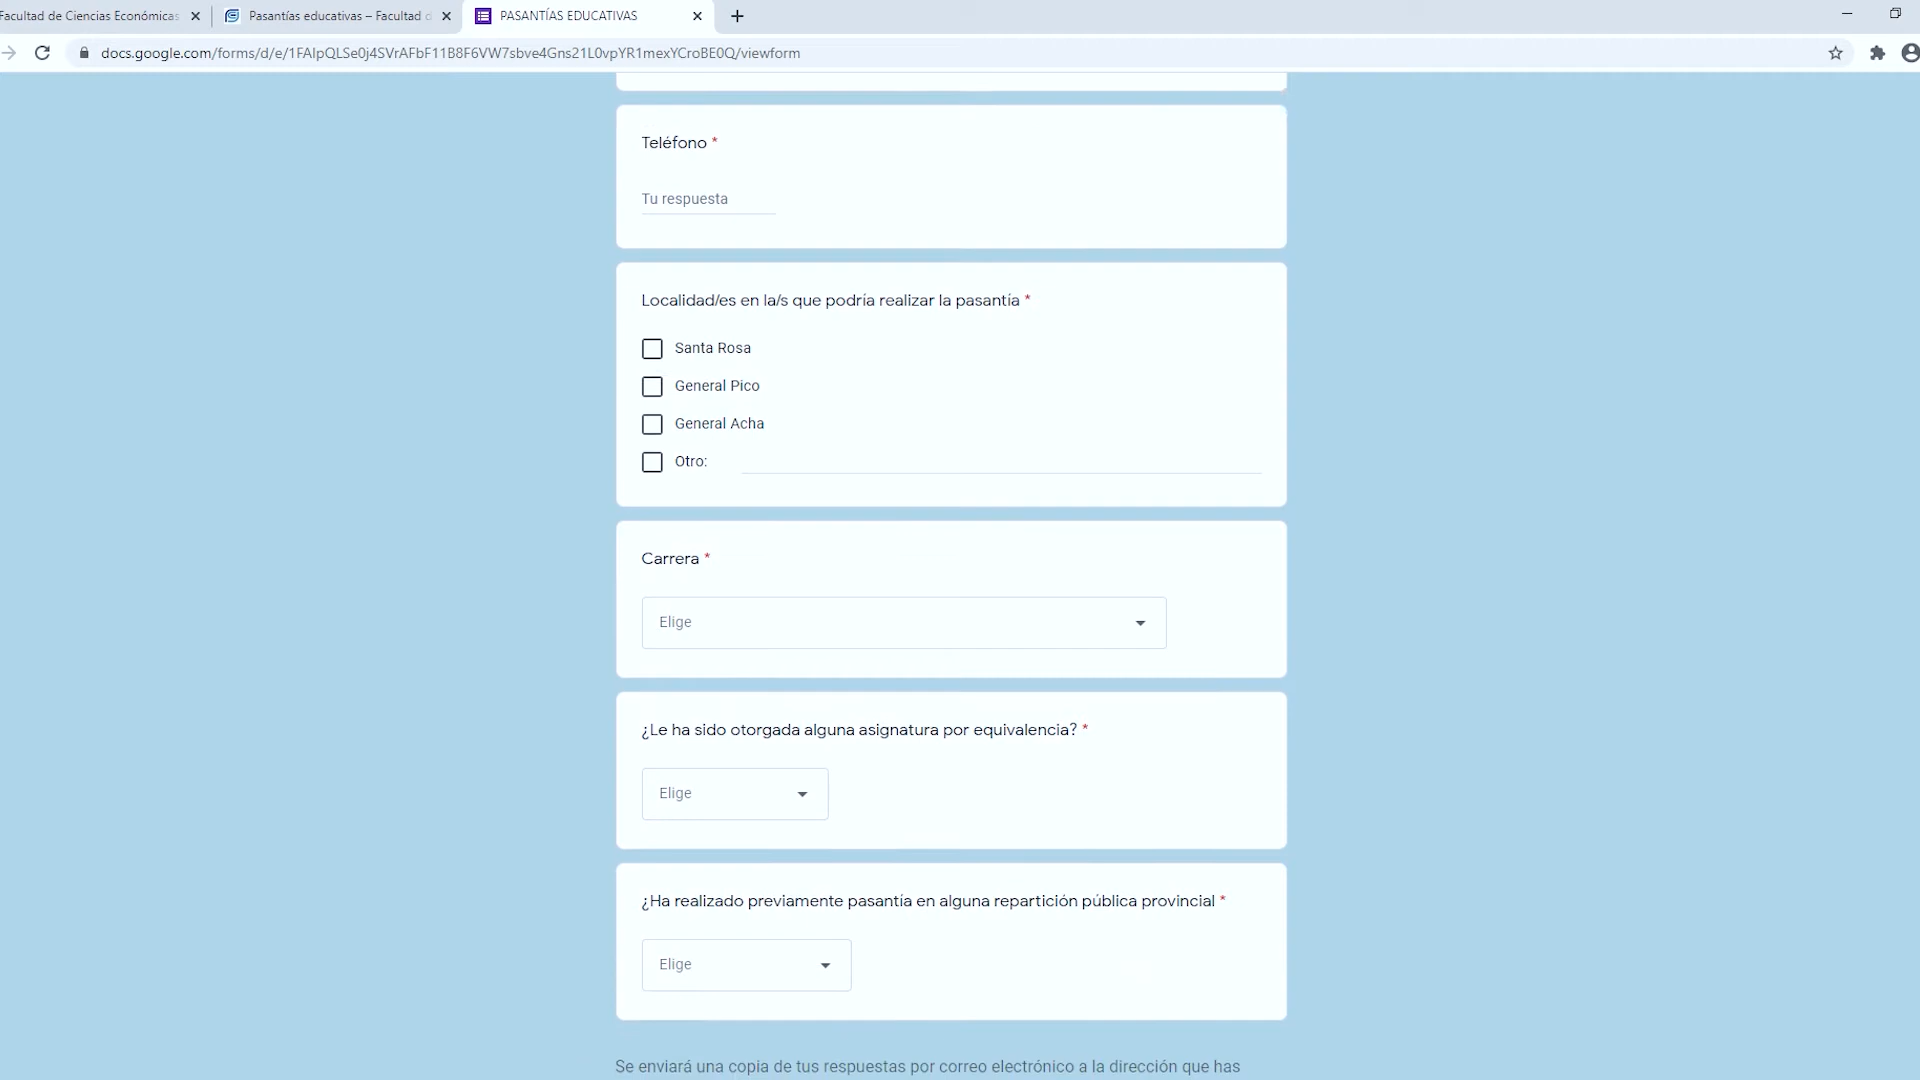 Facultad de Ciencias Económicas
Pasantías educativas – Facultad d
PASANTÍAS EDUCATIVAS
docs.google.com/forms/d/e/1FAIpQLSe0j4SVrAFbF11B8F6VW7sbve4Gns21L0vpYR1mexYCroBE0Q/viewform
Teléfono *
Tu respuesta
Localidad/es en la/s que podría realizar la pasantía *
Santa Rosa
General Pico
General Acha
Otro:
Carrera *
Elige
¿Le ha sido otorgada alguna asignatura por equivalencia? *
Elige
¿Ha realizado previamente pasantía en alguna repartición pública provincial *
Elige
Se enviará una copia de tus respuestas por correo electrónico a la dirección que has